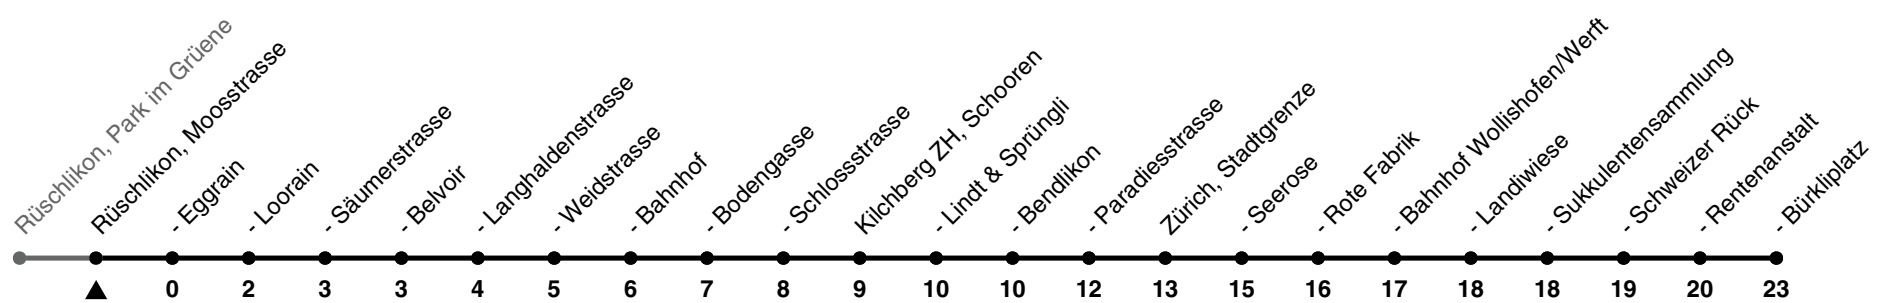 Rüschlikon, Park im Grüene
Rüschlikon, Moosstrasse
- Eggrain
- Loorain
- Säumerstrasse
- Belvoir
- Langhaldenstrasse
- Weidstrasse
- Bahnhof
- Bodengasse
- Schlossstrasse
Kilchberg ZH, Schooren
- Lindt & Sprüngli
- Bendlikon
- Paradiesstrasse
Zürich, Stadtgrenze
- Seerose
- Rote Fabrik
- Bahnhof Wollishofen/Werft
- Landiwiese
- Sukkulentensammlung
- Schweizer Rück
- Rentenanstalt
- Bürkliplatz
0 2 3 3 4 5 6 7 8 9 10 10 12 13 15 16 17 18 18 19 20 23